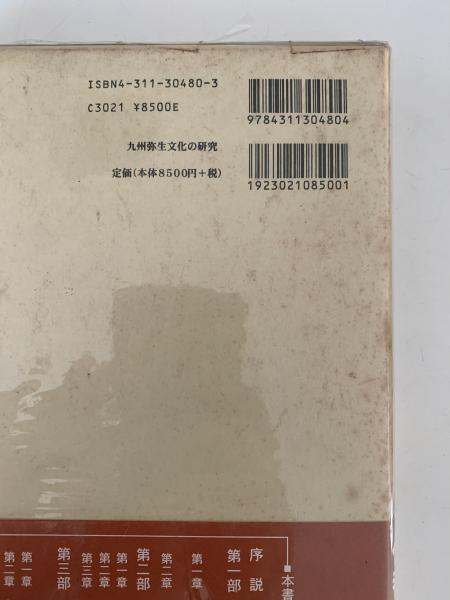 ISBN4-311-30480-3
C3021 ¥8500E
9784311304804
九州弥生文化の研究
定価(本体8500円+税)
1923021085001
■本書
序説
第一部
第一章
第二章
第二部
第一章
第二章
第三章
第三部
第一章
第二章